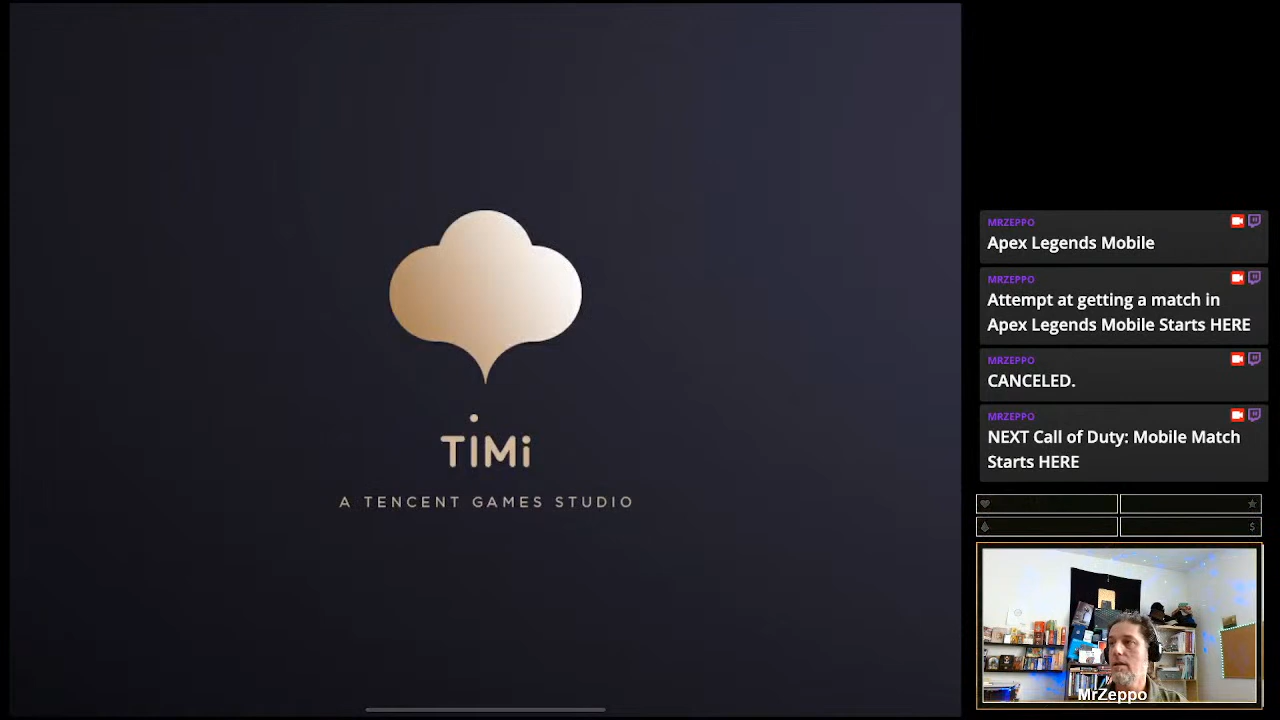 TiMi
A TENCENT GAMES STUDIO
MRZEPPO
Apex Legends Mobile
MRZEPPO
Attempt at getting a match in
Apex Legends Mobile Starts HERE
MRZEPPO
CANCELED.
MRZEPPO
NEXT Call of Duty: Mobile Match
Starts HERE
$
MrZeppo